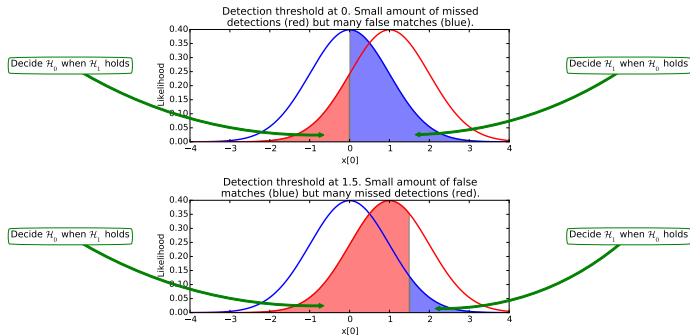 Detection threshold at 0. Small amount of missed
detections (red) but many false matches (blue).
0.40
0.35
0.30
0.25
0.20
0.15
0.10
0.05
0.00
Likelihood
−4 −3 −2 −1 0 1 2 3 4
x[0]
Decide ℋ₀ when ℋ₁ holds
Decide ℋ₁ when ℋ₀ holds
Detection threshold at 1.5. Small amount of false
matches (blue) but many missed detections (red).
0.40
0.35
0.30
0.25
0.20
0.15
0.10
0.05
0.00
Likelihood
−4 −3 −2 −1 0 1 2 3 4
x[0]
Decide ℋ₀ when ℋ₁ holds
Decide ℋ₁ when ℋ₀ holds